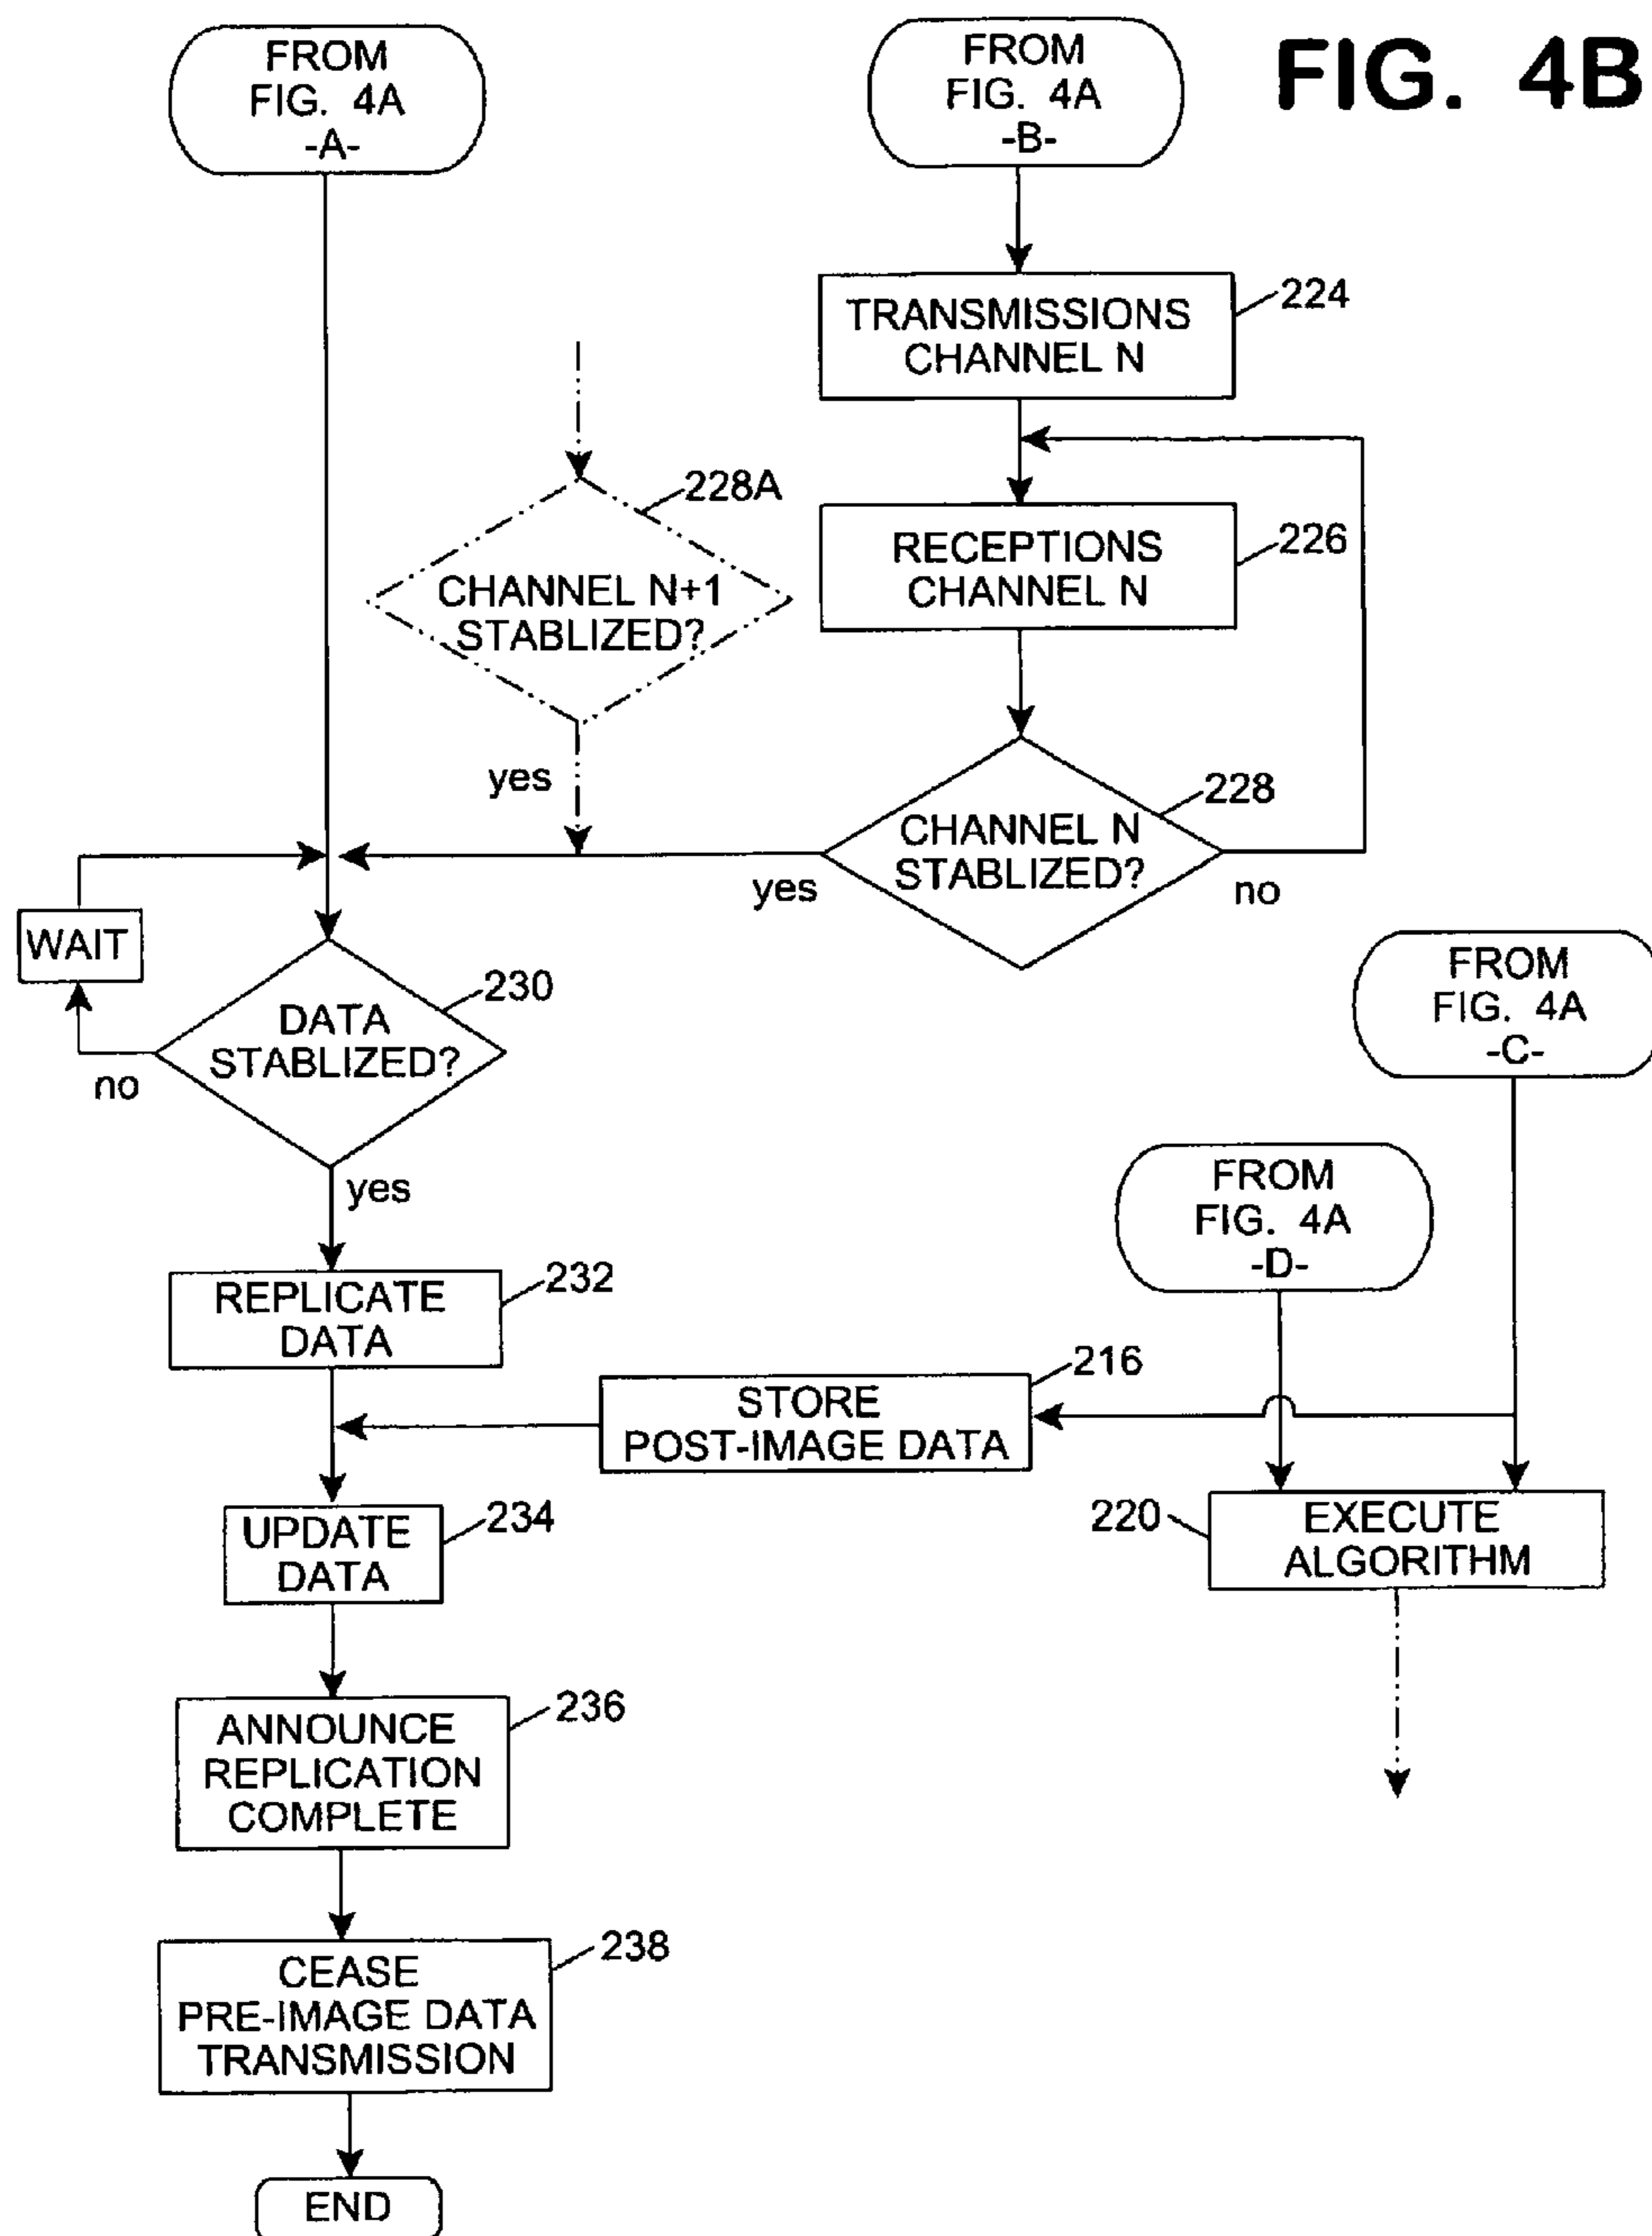 FIG. 4B
FROM
FIG. 4A
-A-
FROM
FIG. 4A
-B-
TRANSMISSIONS
CHANNEL N
224
228A
CHANNEL N+1
STABLIZED?
yes
RECEPTIONS
CHANNEL N
226
CHANNEL N
STABLIZED?
228
yes
no
WAIT
DATA
STABLIZED?
230
no
yes
FROM
FIG. 4A
-C-
FROM
FIG. 4A
-D-
REPLICATE
DATA
232
STORE
POST-IMAGE DATA
216
UPDATE
DATA
234
220
EXECUTE
ALGORITHM
ANNOUNCE
REPLICATION
COMPLETE
236
CEASE
PRE-IMAGE DATA
TRANSMISSION
238
END